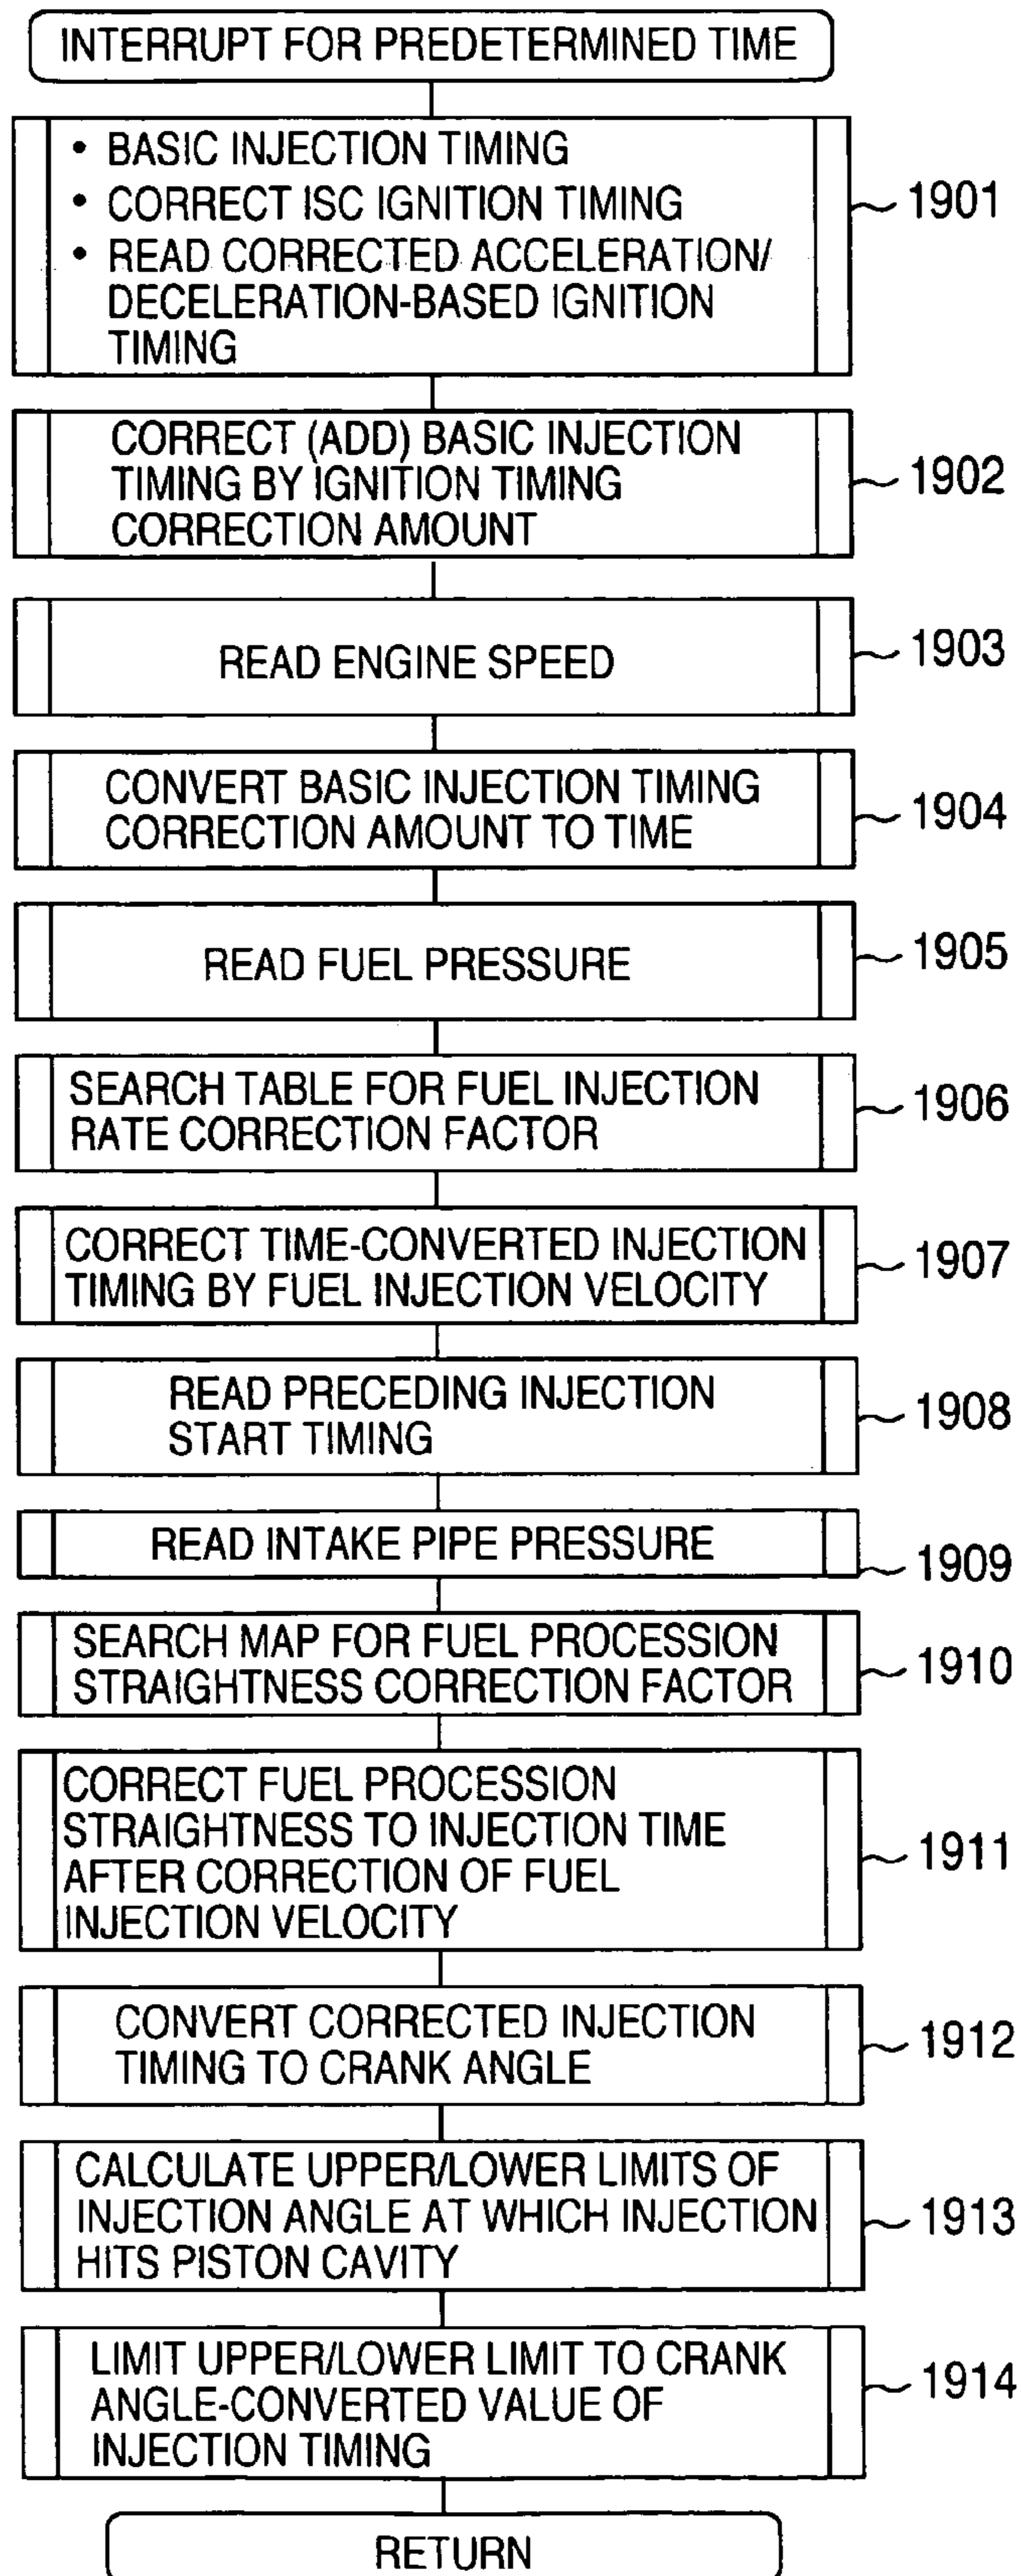 INTERRUPT FOR PREDETERMINED TIME
• BASIC INJECTION TIMING
• CORRECT ISC IGNITION TIMING
• READ CORRECTED ACCELERATION/
DECELERATION-BASED IGNITION
TIMING
1901
CORRECT (ADD) BASIC INJECTION
TIMING BY IGNITION TIMING
CORRECTION AMOUNT
1902
READ ENGINE SPEED
1903
CONVERT BASIC INJECTION TIMING
CORRECTION AMOUNT TO TIME
1904
READ FUEL PRESSURE
1905
SEARCH TABLE FOR FUEL INJECTION
RATE CORRECTION FACTOR
1906
CORRECT TIME-CONVERTED INJECTION
TIMING BY FUEL INJECTION VELOCITY
1907
READ PRECEDING INJECTION
START TIMING
1908
READ INTAKE PIPE PRESSURE
1909
SEARCH MAP FOR FUEL PROCESSION
STRAIGHTNESS CORRECTION FACTOR
1910
CORRECT FUEL PROCESSION
STRAIGHTNESS TO INJECTION TIME
AFTER CORRECTION OF FUEL
INJECTION VELOCITY
1911
CONVERT CORRECTED INJECTION
TIMING TO CRANK ANGLE
1912
CALCULATE UPPER/LOWER LIMITS OF
INJECTION ANGLE AT WHICH INJECTION
HITS PISTON CAVITY
1913
LIMIT UPPER/LOWER LIMIT TO CRANK
ANGLE-CONVERTED VALUE OF
INJECTION TIMING
1914
RETURN